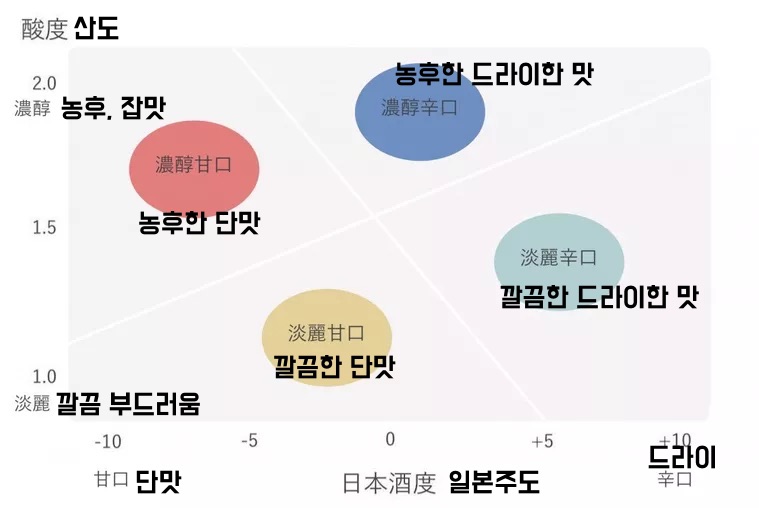 酸度 산도
2.0
濃醇 농후, 잡맛
농후한 드라이한 맛
濃醇辛口
濃醇甘口
농후한 단맛
1.5
淡麗辛口
깔끔한 드라이한 맛
淡麗甘口
깔끔한 단맛
1.0
淡麗 깔끔 부드러움
-10 -5 0 +5 +10
드라이
甘口 단맛 日本酒度 일본주도 辛口